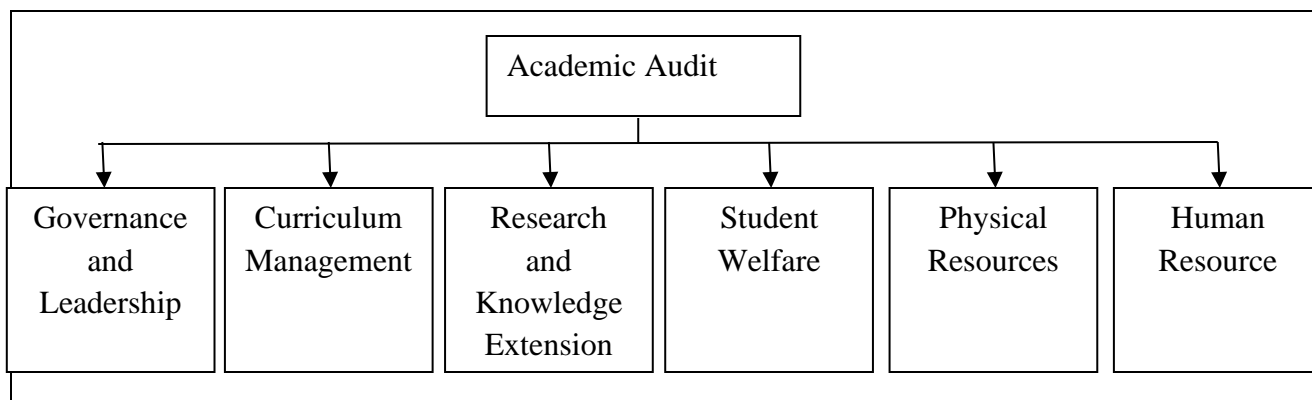 Academic Audit
Governance
and
Leadership
Curriculum
Management
Research
and
Knowledge
Extension
Student
Welfare
Physical
Resources
Human
Resource